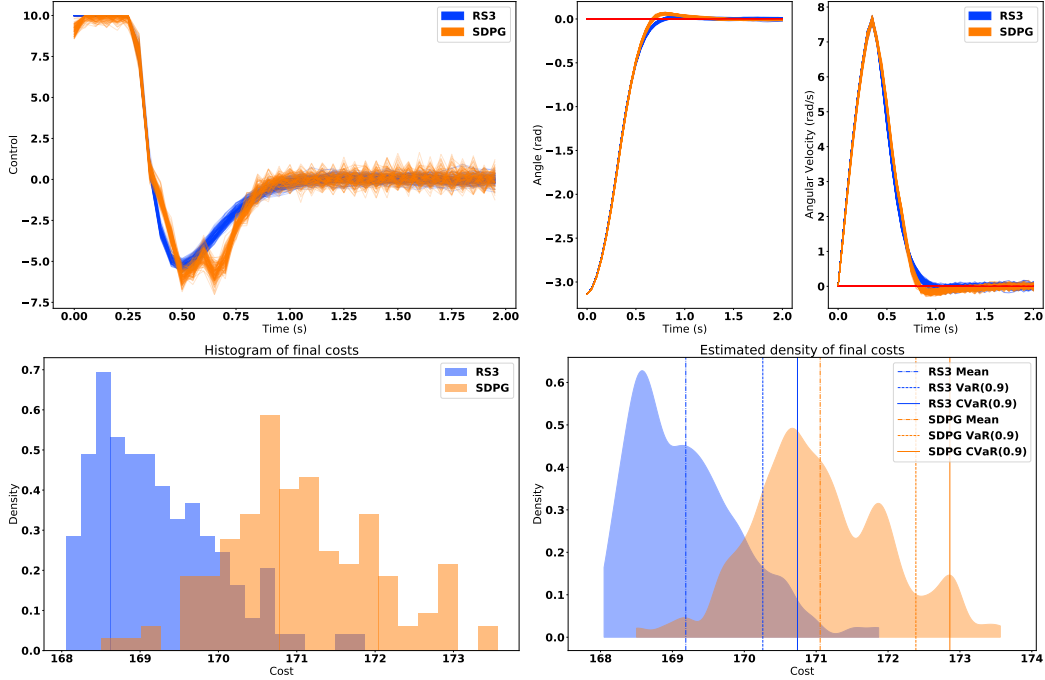 10.0
7.5
5.0
2.5
0.0
−2.5
−5.0
−7.5
Control
0.00 0.25 0.50 0.75 1.00 1.25 1.50 1.75 2.00
Time (s)
RS3
SDPG
0.0
−0.5
−1.0
−1.5
−2.0
−2.5
−3.0
Angle (rad)
0.0 0.5 1.0 1.5 2.0
Time (s)
8
7
6
5
4
3
2
1
0
Angular Velocity (rad/s)
0.0 0.5 1.0 1.5 2.0
Time (s)
RS3
SDPG
Histogram of final costs
0.7
0.6
0.5
0.4
0.3
0.2
0.1
0.0
Density
168 169 170 171 172 173
Cost
RS3
SDPG
Estimated density of final costs
0.6
0.5
0.4
0.3
0.2
0.1
0.0
Density
168 169 170 171 172 173 174
Cost
RS3 Mean
RS3 VaR(0.9)
RS3 CVaR(0.9)
SDPG Mean
SDPG VaR(0.9)
SDPG CVaR(0.9)